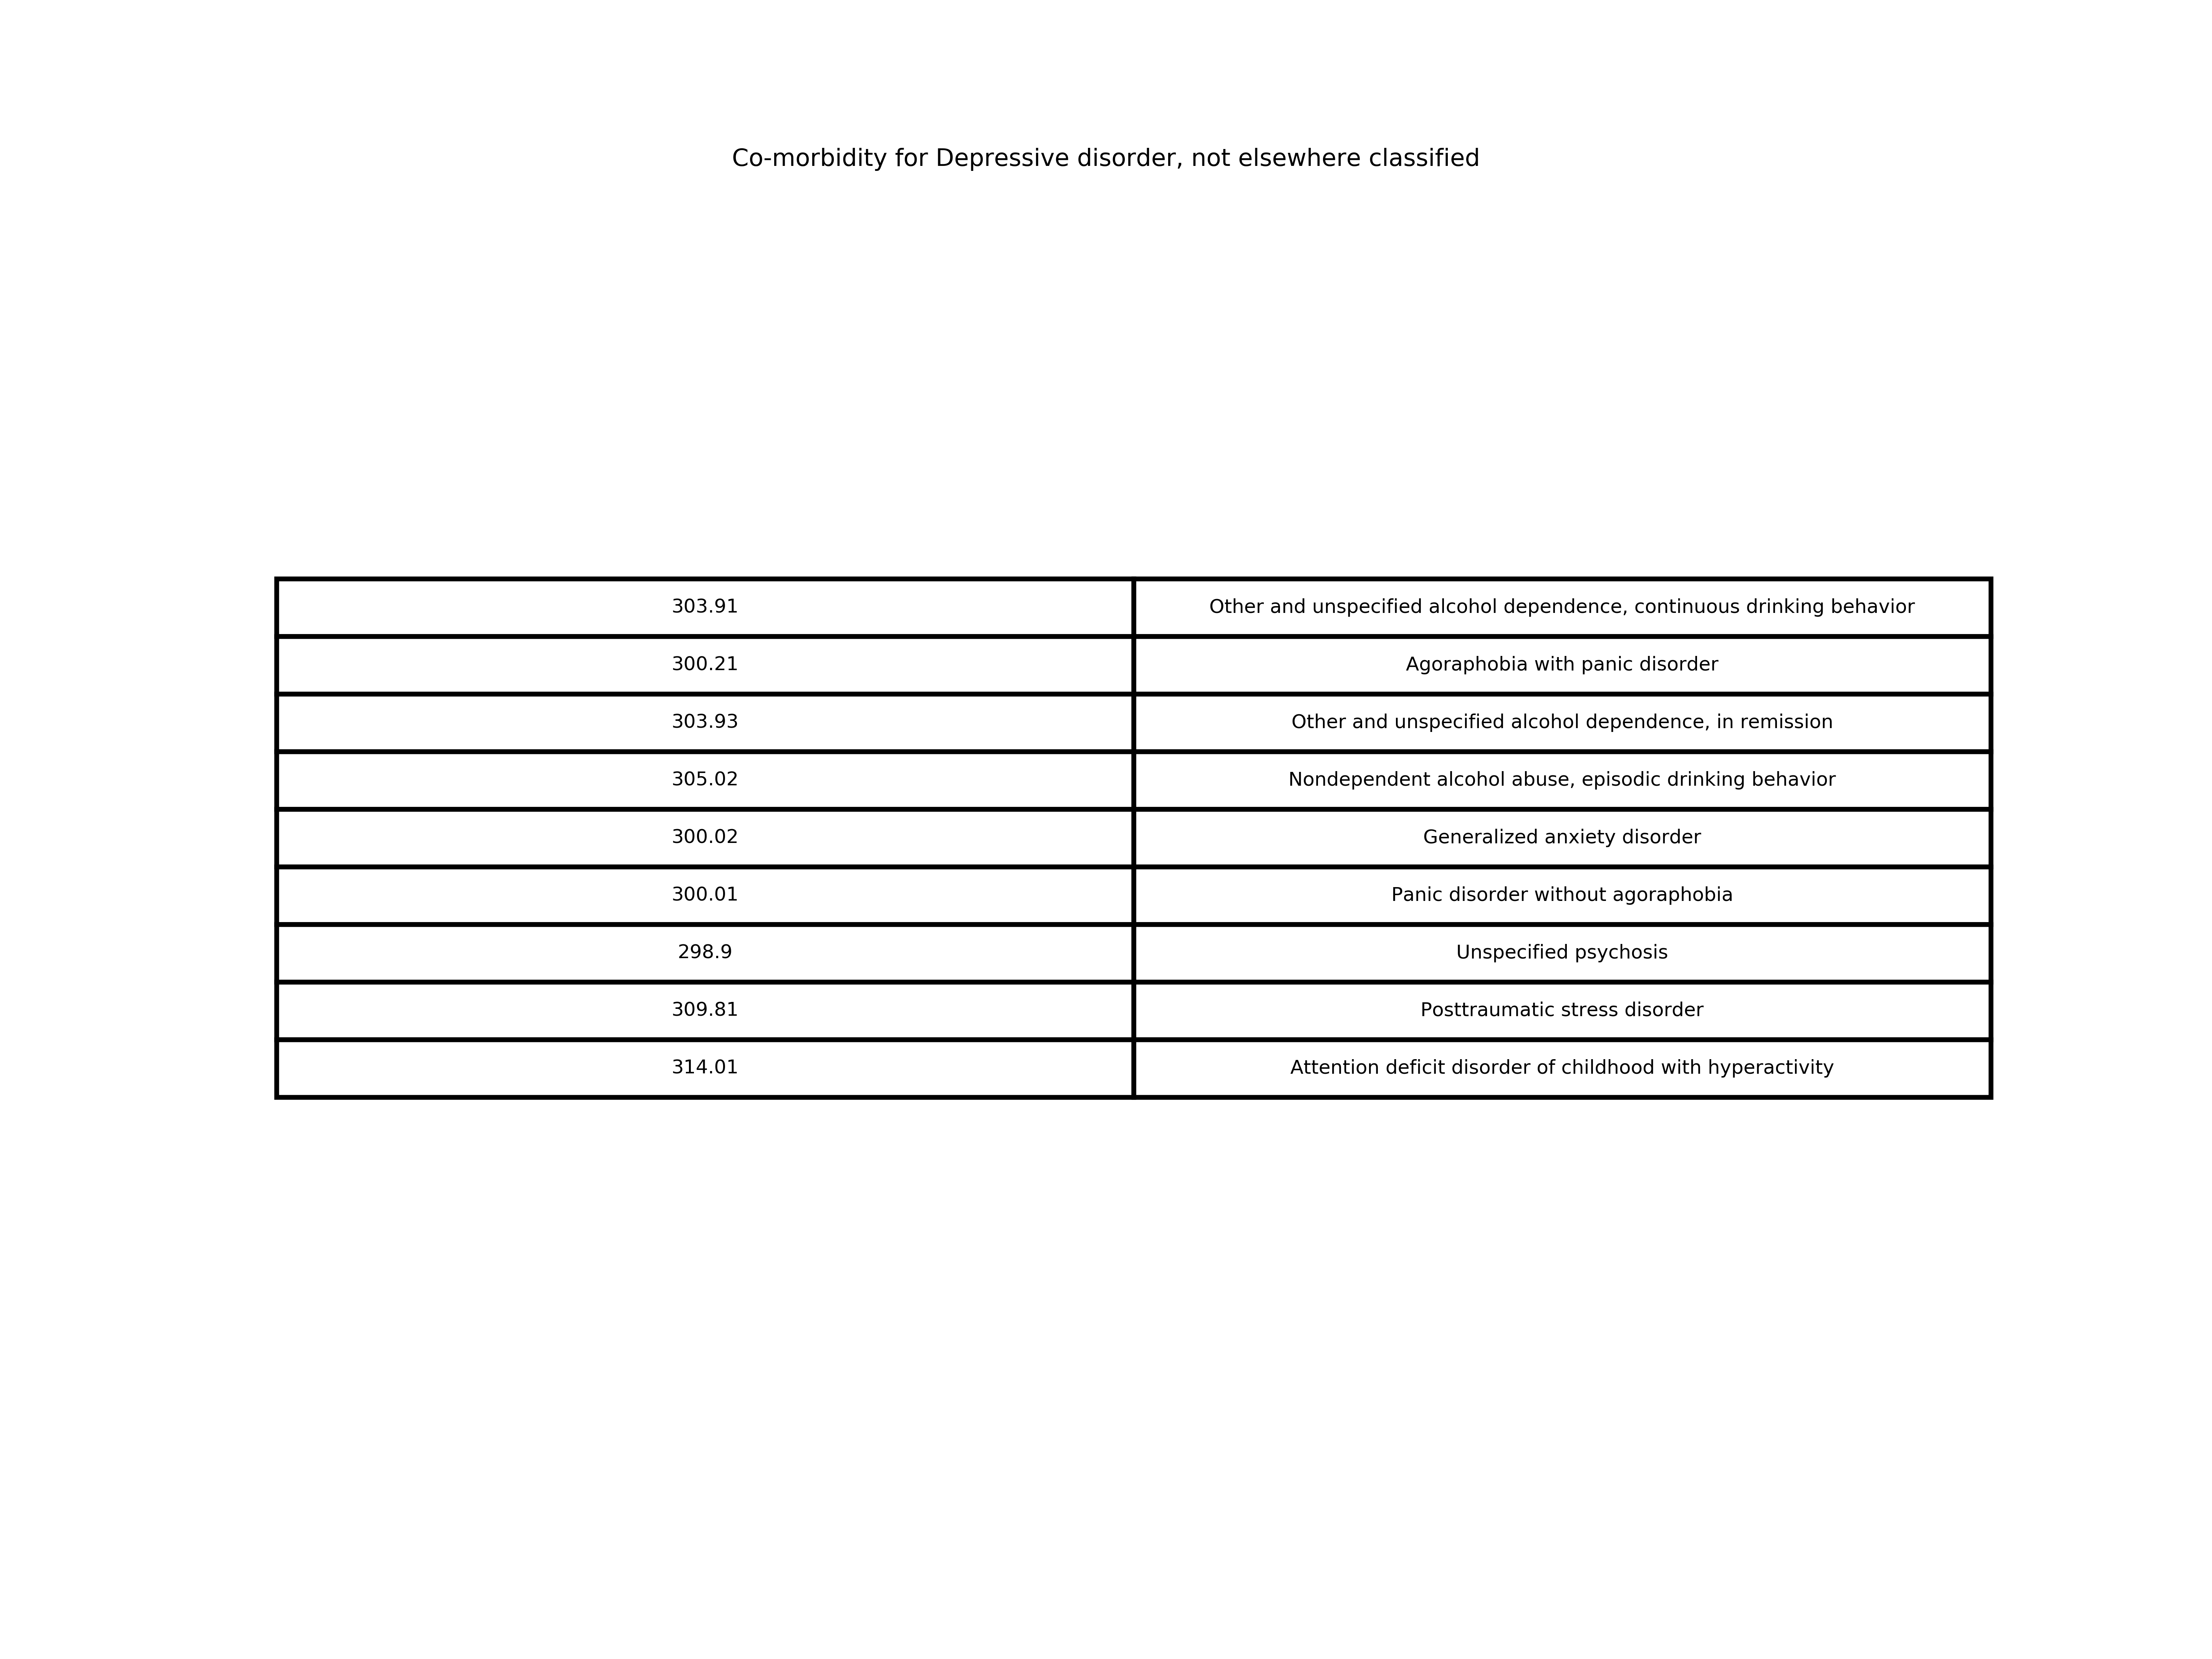 Co-morbidity for Depressive disorder, not elsewhere classified
303.91 Other and unspecified alcohol dependence, continuous drinking behavior
300.21 Agoraphobia with panic disorder
303.93 Other and unspecified alcohol dependence, in remission
305.02 Nondependent alcohol abuse, episodic drinking behavior
300.02 Generalized anxiety disorder
300.01 Panic disorder without agoraphobia
298.9 Unspecified psychosis
309.81 Posttraumatic stress disorder
314.01 Attention deficit disorder of childhood with hyperactivity